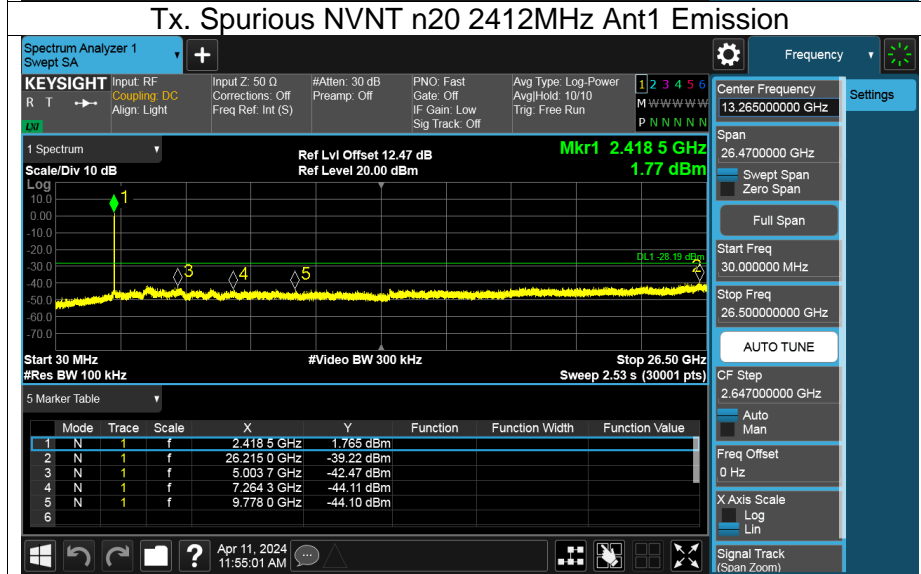 Tx. Spurious NVNT n20 2412MHz Ant1 Emission
Spectrum Analyzer 1
Swept SA
+
Frequency
KEYSIGHT
R T
LXI
Input: RF
Coupling: DC
Align: Light
Input Z: 50 Ω
Corrections: Off
Freq Ref: Int (S)
#Atten: 30 dB
Preamp: Off
PNO: Fast
Gate: Off
IF Gain: Low
Sig Track: Off
Avg Type: Log-Power
Avg|Hold: 10/10
Trig: Free Run
1 2 3 4 5 6
M W W W W W
P N N N N N
1 Spectrum
Scale/Div 10 dB
Ref Lvl Offset 12.47 dB
Ref Level 20.00 dBm
Mkr1 2.418 5 GHz
1.77 dBm
Log
10.0
0.00
-10.0
-20.0
-30.0
-40.0
-50.0
-60.0
-70.0
1
3
4
5
2
DL1 -28.19 dBm
Start 30 MHz
#Res BW 100 kHz
#Video BW 300 kHz
Stop 26.50 GHz
Sweep 2.53 s (30001 pts)
5 Marker Table
Mode Trace Scale X Y Function Function Width Function Value
1 N 1 f 2.418 5 GHz 1.765 dBm
2 N 1 f 26.215 0 GHz -39.22 dBm
3 N 1 f 5.003 7 GHz -42.47 dBm
4 N 1 f 7.264 3 GHz -44.11 dBm
5 N 1 f 9.778 0 GHz -44.10 dBm
6
?
Apr 11, 2024
11:55:01 AM
Center Frequency
13.265000000 GHz
Span
26.4700000 GHz
Swept Span
Zero Span
Full Span
Start Freq
30.000000 MHz
Stop Freq
26.500000000 GHz
AUTO TUNE
CF Step
2.647000000 GHz
Auto
Man
Freq Offset
0 Hz
X Axis Scale
Log
Lin
Signal Track
(Span Zoom)
Settings